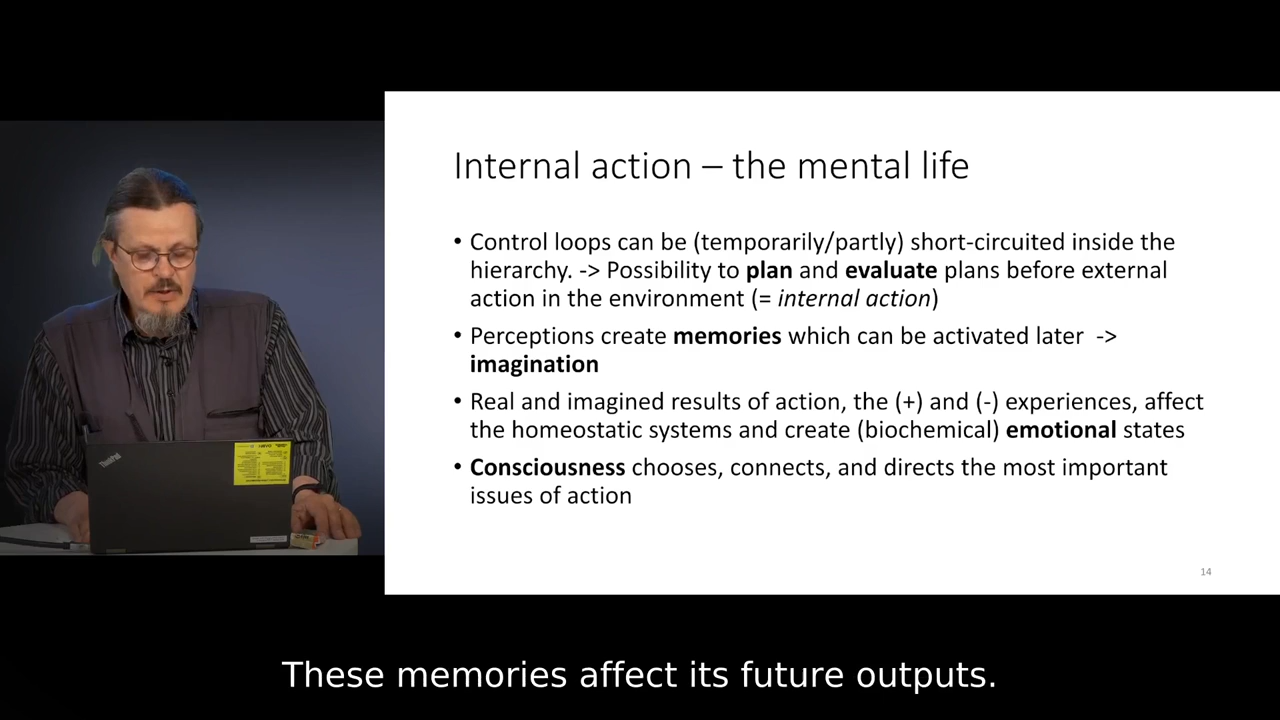 Internal action – the mental life
• Control loops can be (temporarily/partly) short-circuited inside the
hierarchy. -> Possibility to plan and evaluate plans before external
action in the environment (= internal action)
• Perceptions create memories which can be activated later ->
imagination
• Real and imagined results of action, the (+) and (-) experiences, affect
the homeostatic systems and create (biochemical) emotional states
• Consciousness chooses, connects, and directs the most important
issues of action
14
ThinkPad
These memories affect its future outputs.